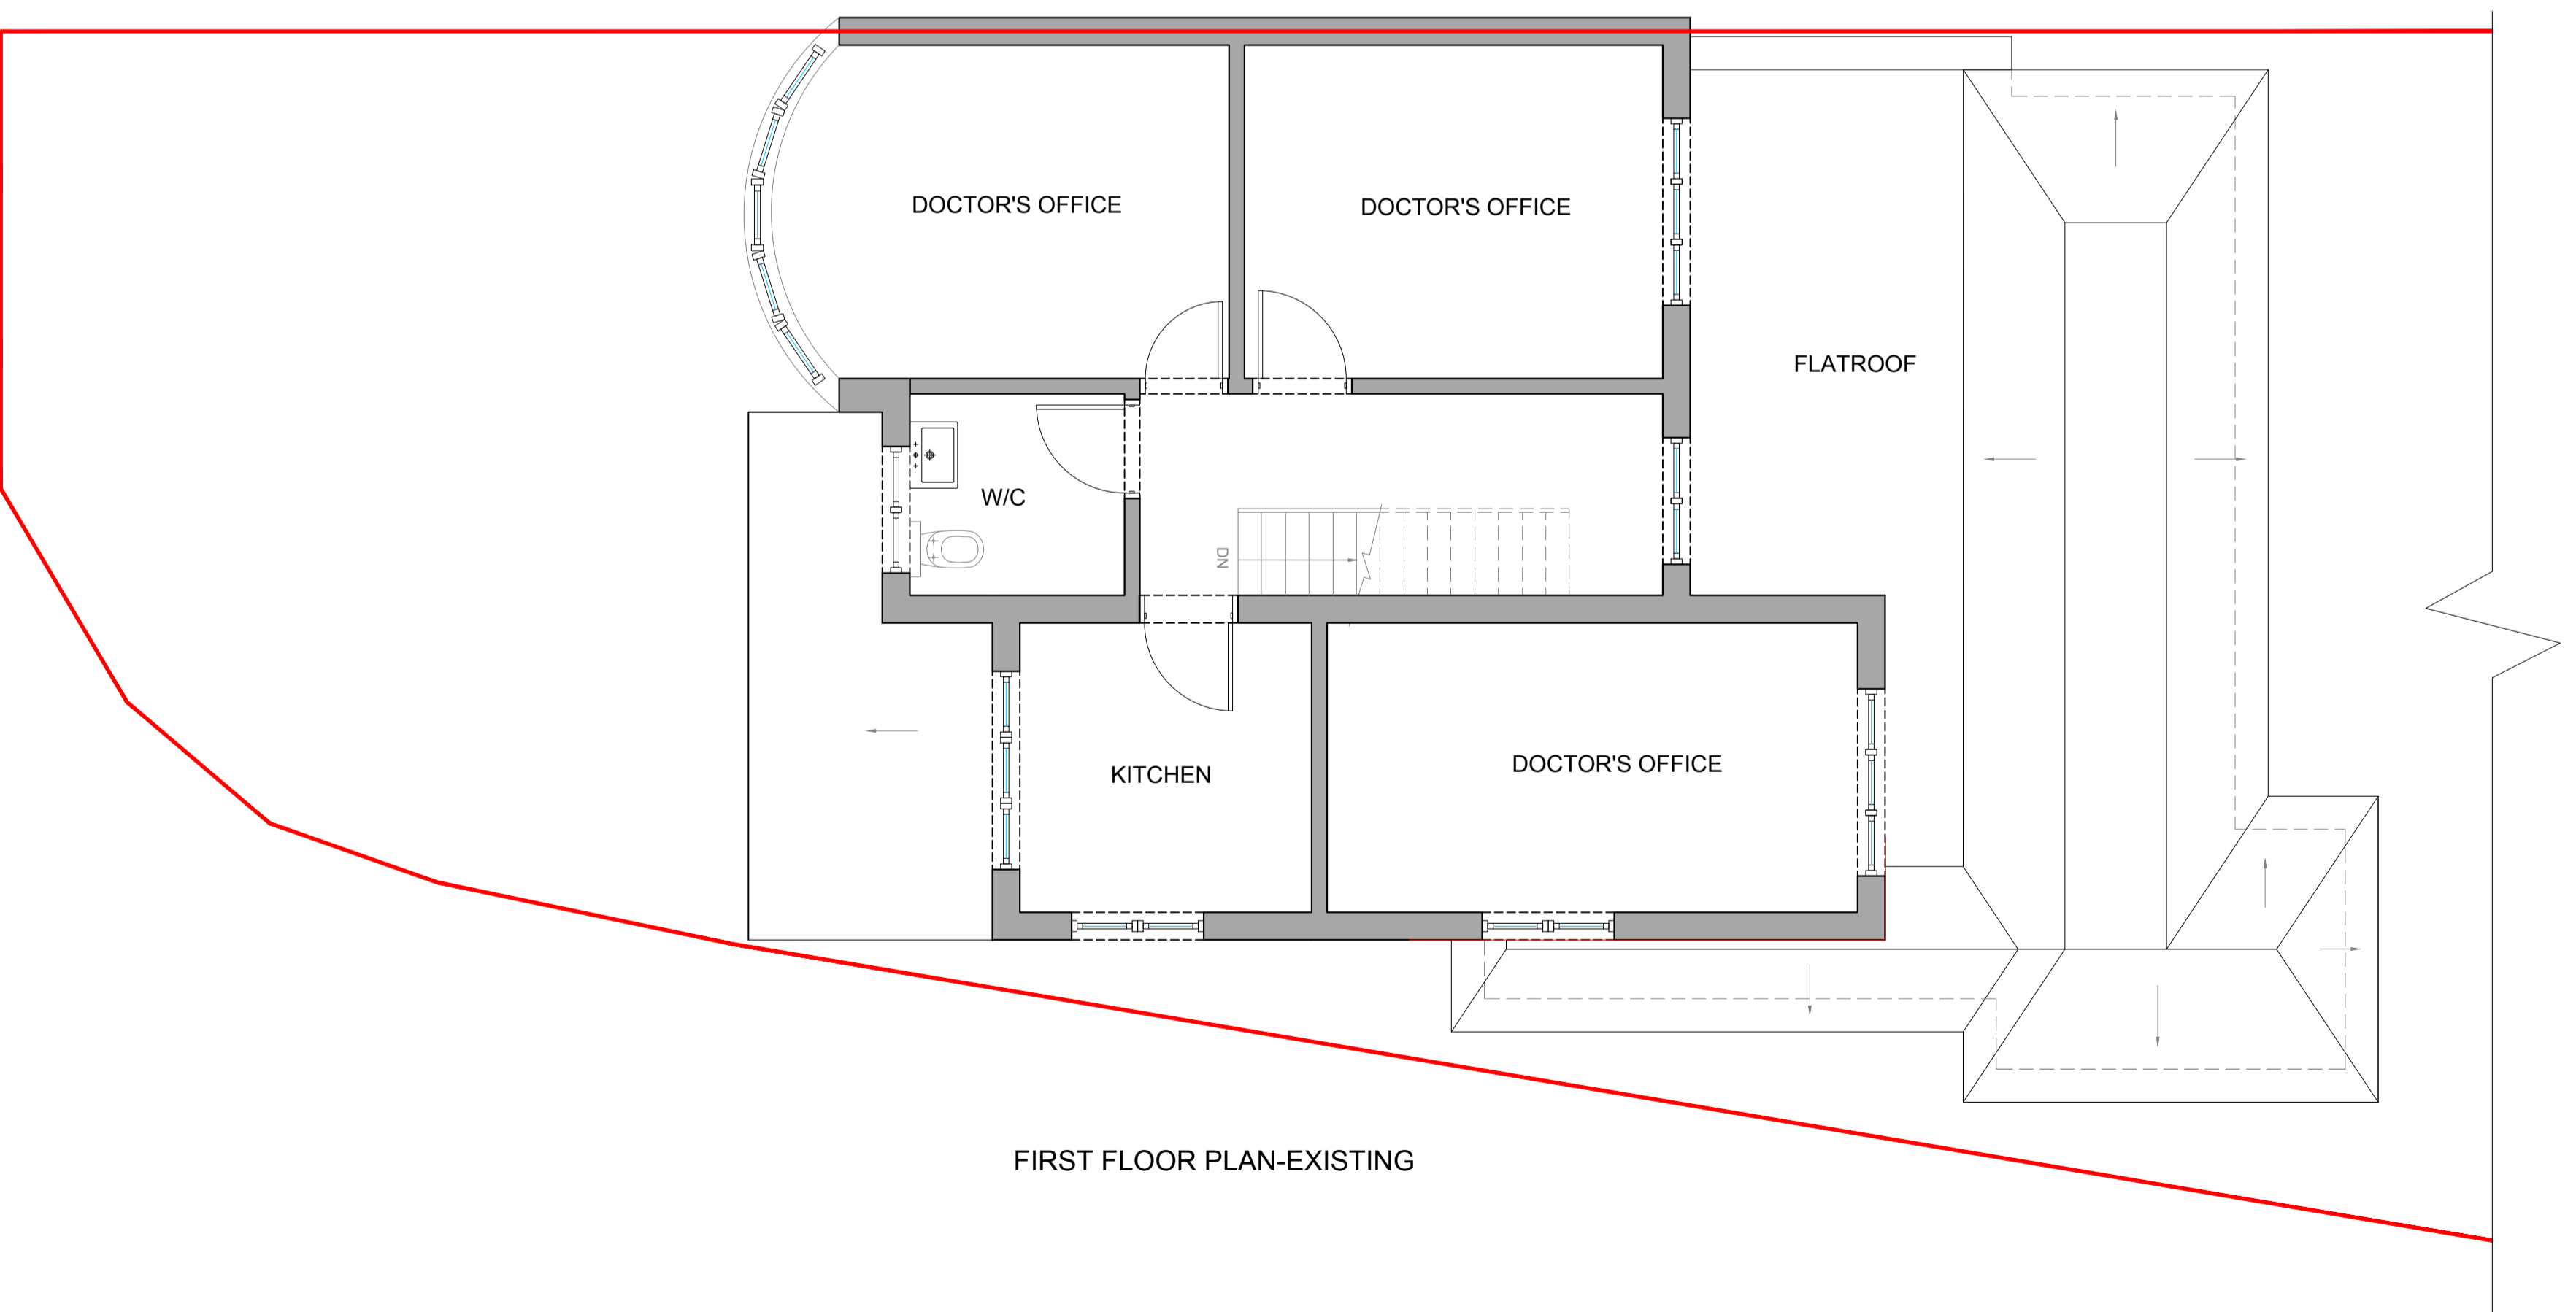 DOCTOR'S OFFICE
DOCTOR'S OFFICE
FLATROOF
W/C
DN
KITCHEN
DOCTOR'S OFFICE
FIRST FLOOR PLAN-EXISTING